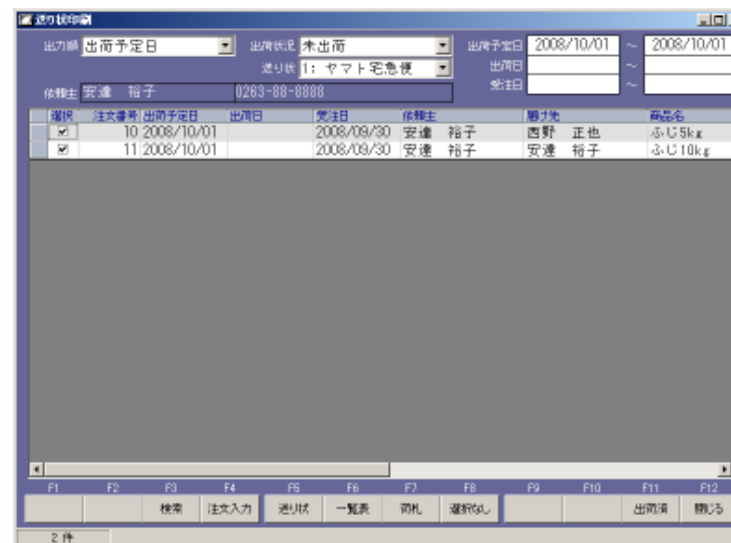 送り状印刷
出力順 出荷予定日 出荷状況 未出荷 出荷予定日 2008/10/01 ～ 2008/10/01
送り状 1: ヤマト宅急便 出荷日 ～
依頼主 安達 裕子 0263-88-8888 受注日 ～
選択 注文番号 出荷予定日 出荷日 受注日 依頼主 届け先 商品名
10 2008/10/01 2008/09/30 安達 裕子 西野 正也 ふじ5kg
11 2008/10/01 2008/09/30 安達 裕子 安達 裕子 ふじ10kg
F1 F2 F3 F4 F5 F6 F7 F8 F9 F10 F11 F12
検索 注文入力 送り状 一覧表 荷札 選択なし 出荷済 閉じる
2 件